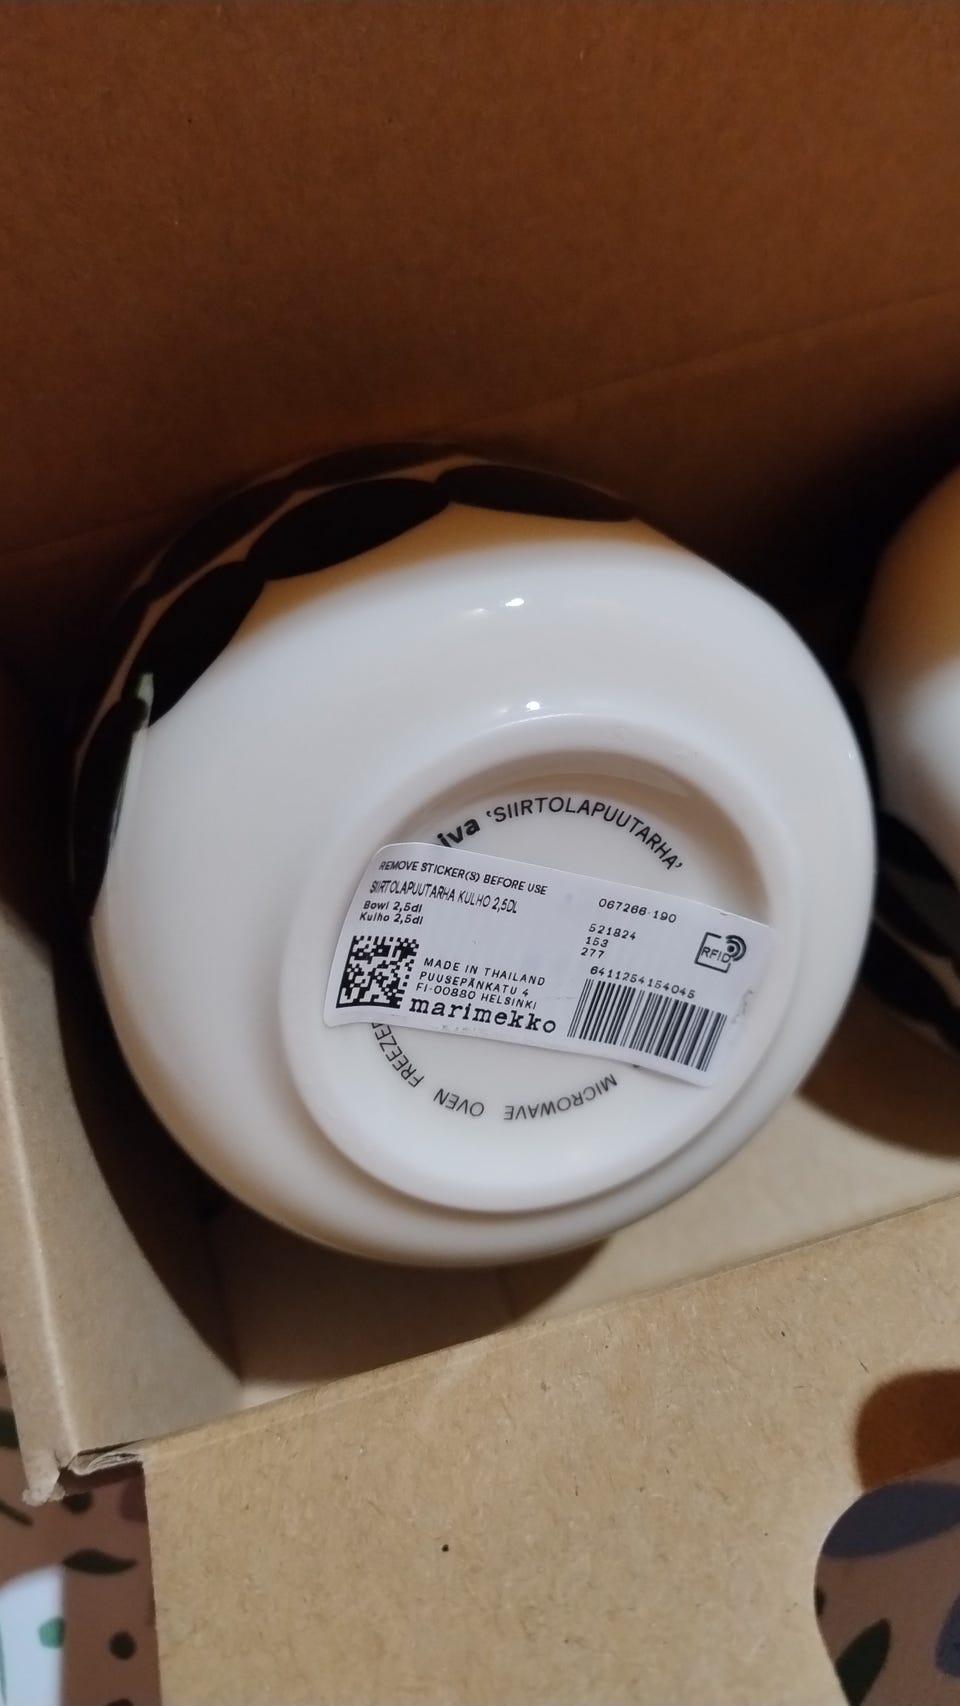 iva 'SIIRTOLAPUUTARHA'
REMOVE STICKER(S) BEFORE USE
SIIRTOLAPUUTARHA KULHO 2,5DL
Bowl 2,5dl
Kulho 2,5dl
067266-190
521824
153
277
RFID
6411254154045
MADE IN THAILAND
PUUSEPÄNKATU 4
FI-00880 HELSINKI
marimekko
MICROWAVE OVEN FREEZE